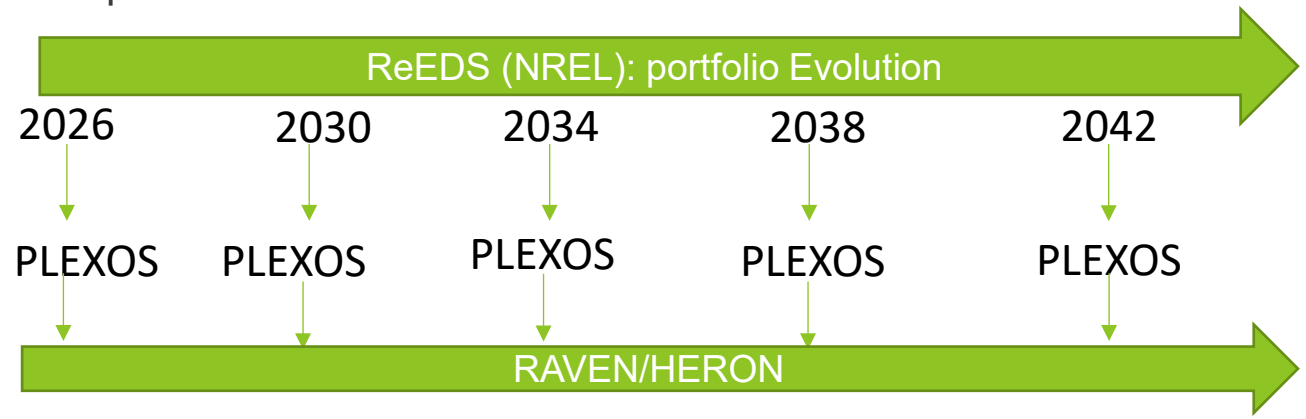 ReEDS (NREL): portfolio Evolution
2026 2030 2034 2038 2042
PLEXOS PLEXOS PLEXOS PLEXOS PLEXOS
RAVEN/HERON